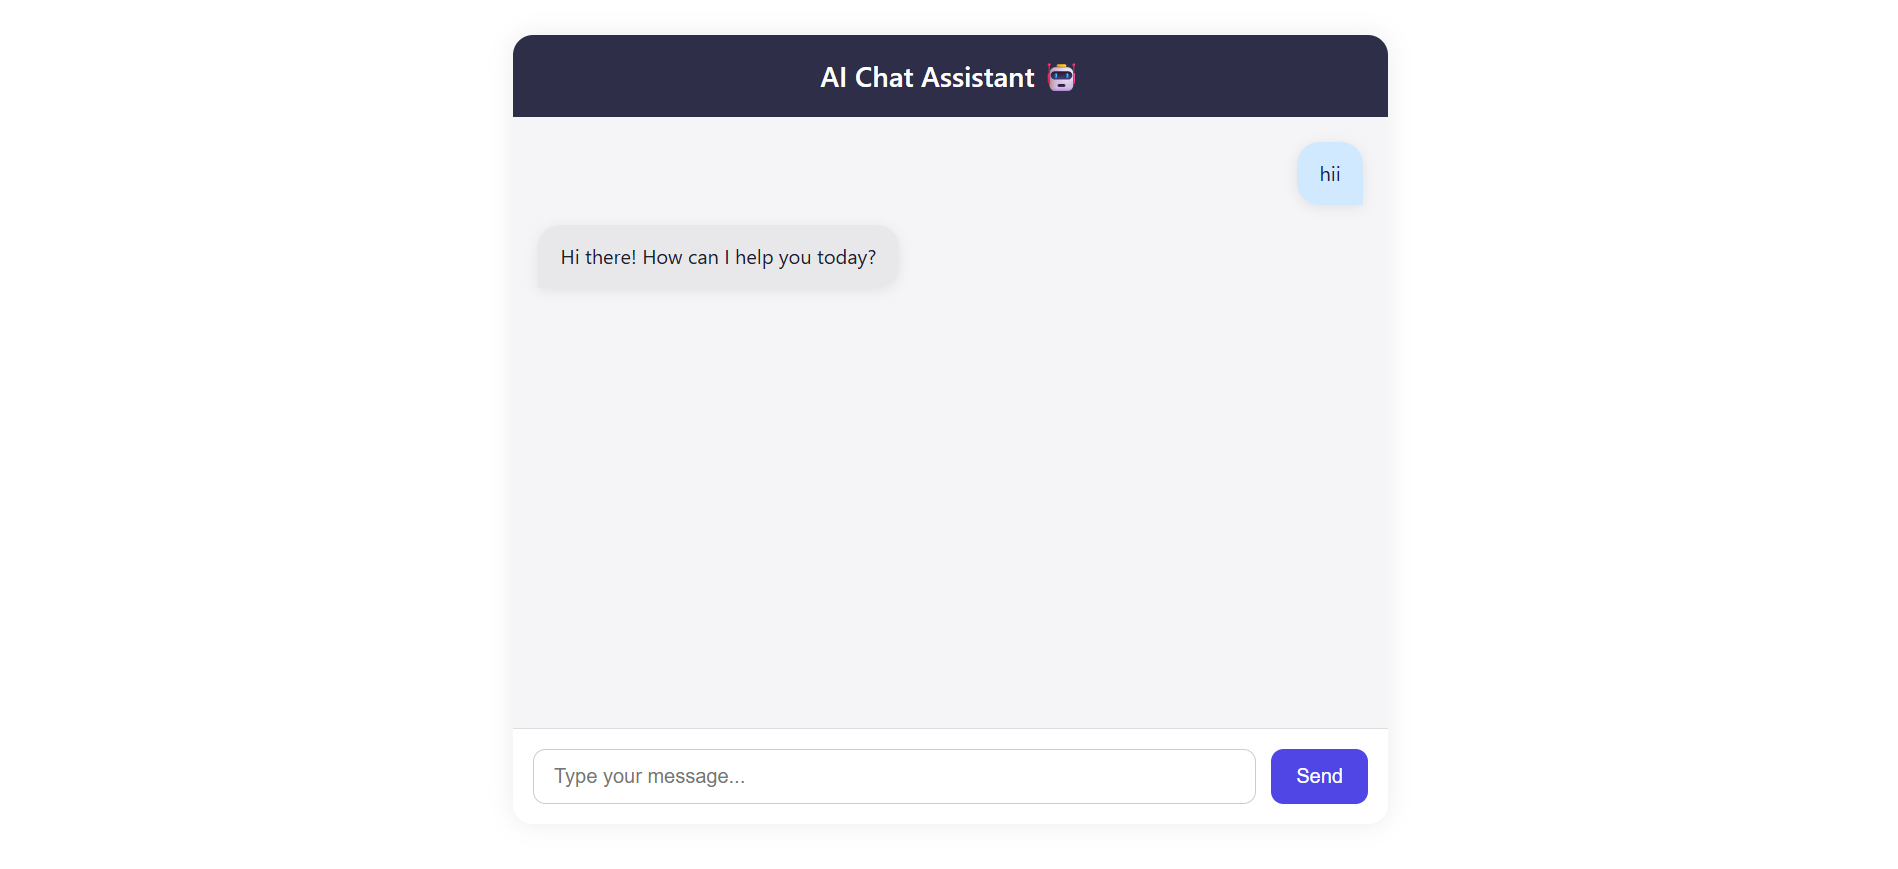 AI Chat Assistant 🤖
hii
Hi there! How can I help you today?
Type your message...
Send